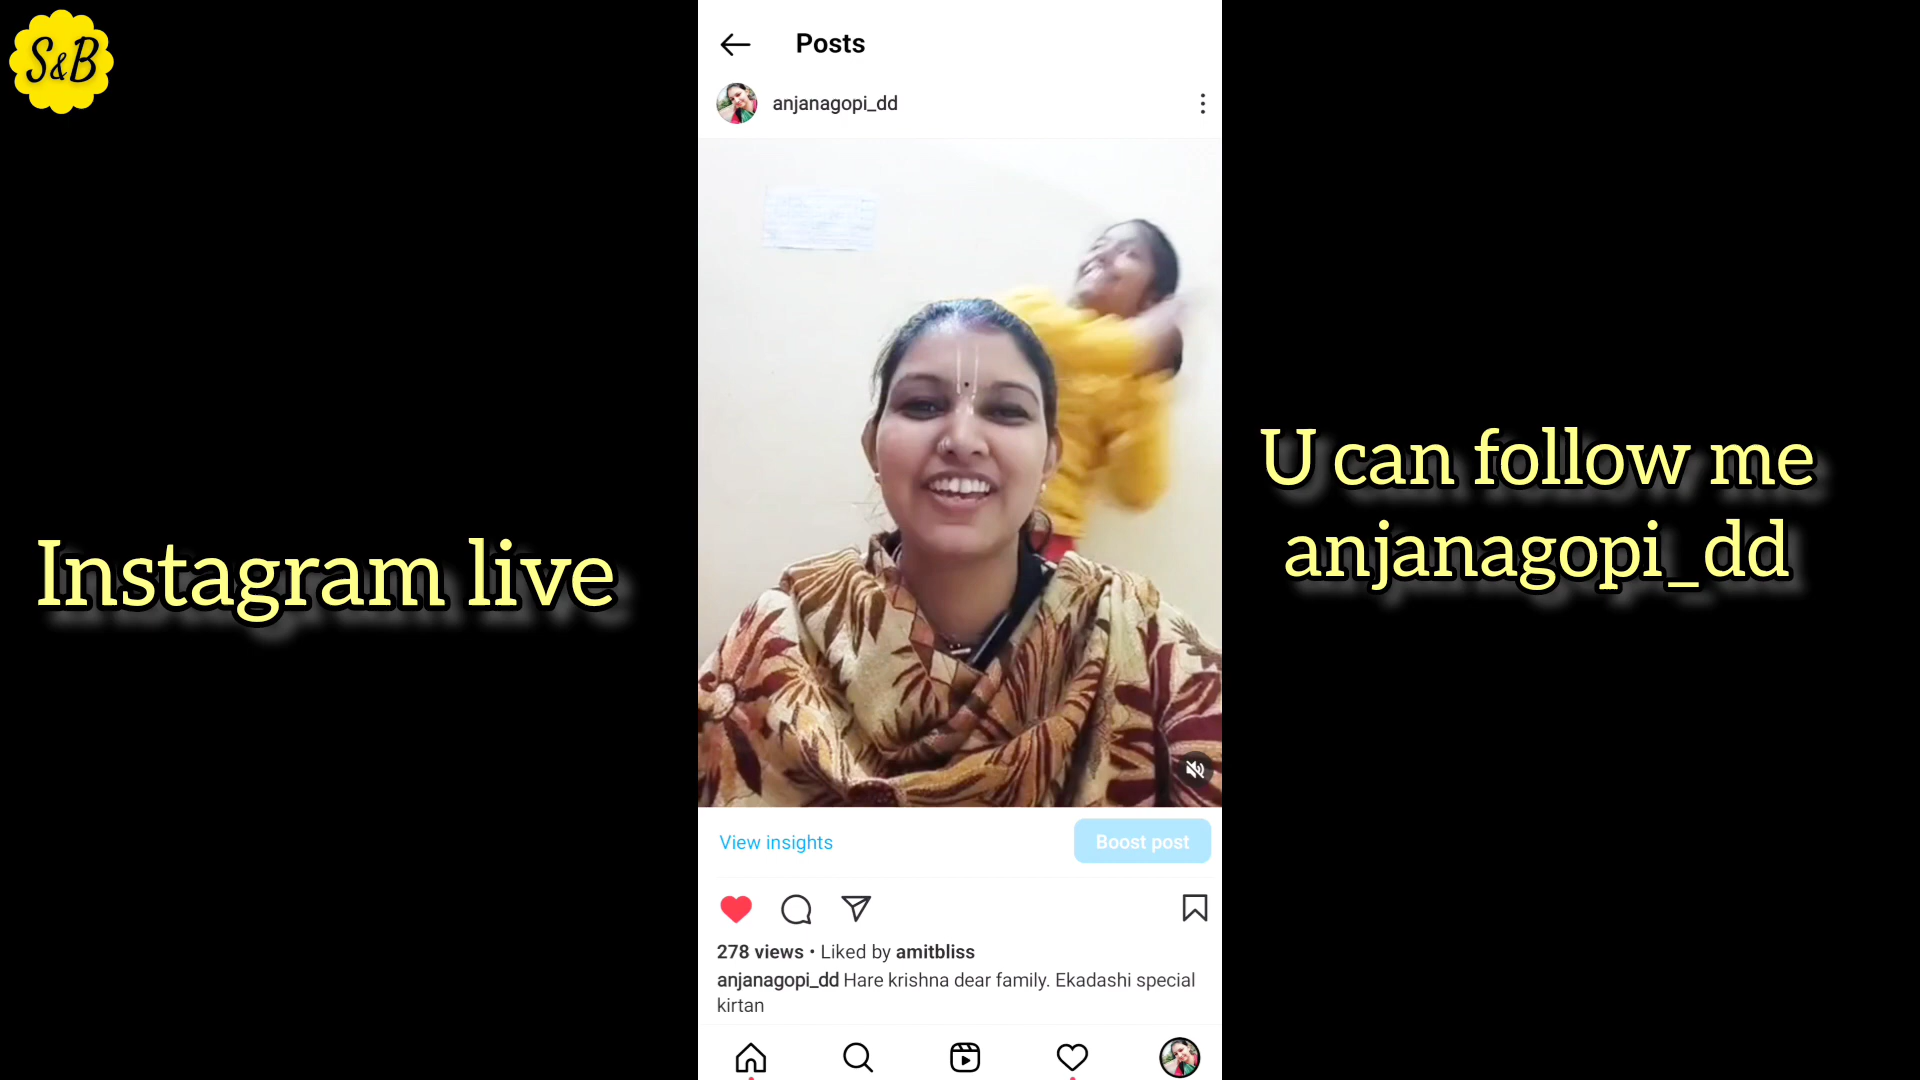 S&B
Posts
anjanagopi_dd
Instagram live
U can follow me
anjanagopi_dd
View insights
Boost post
278 views • Liked by amitbliss
anjanagopi_dd Hare krishna dear family. Ekadashi special
kirtan